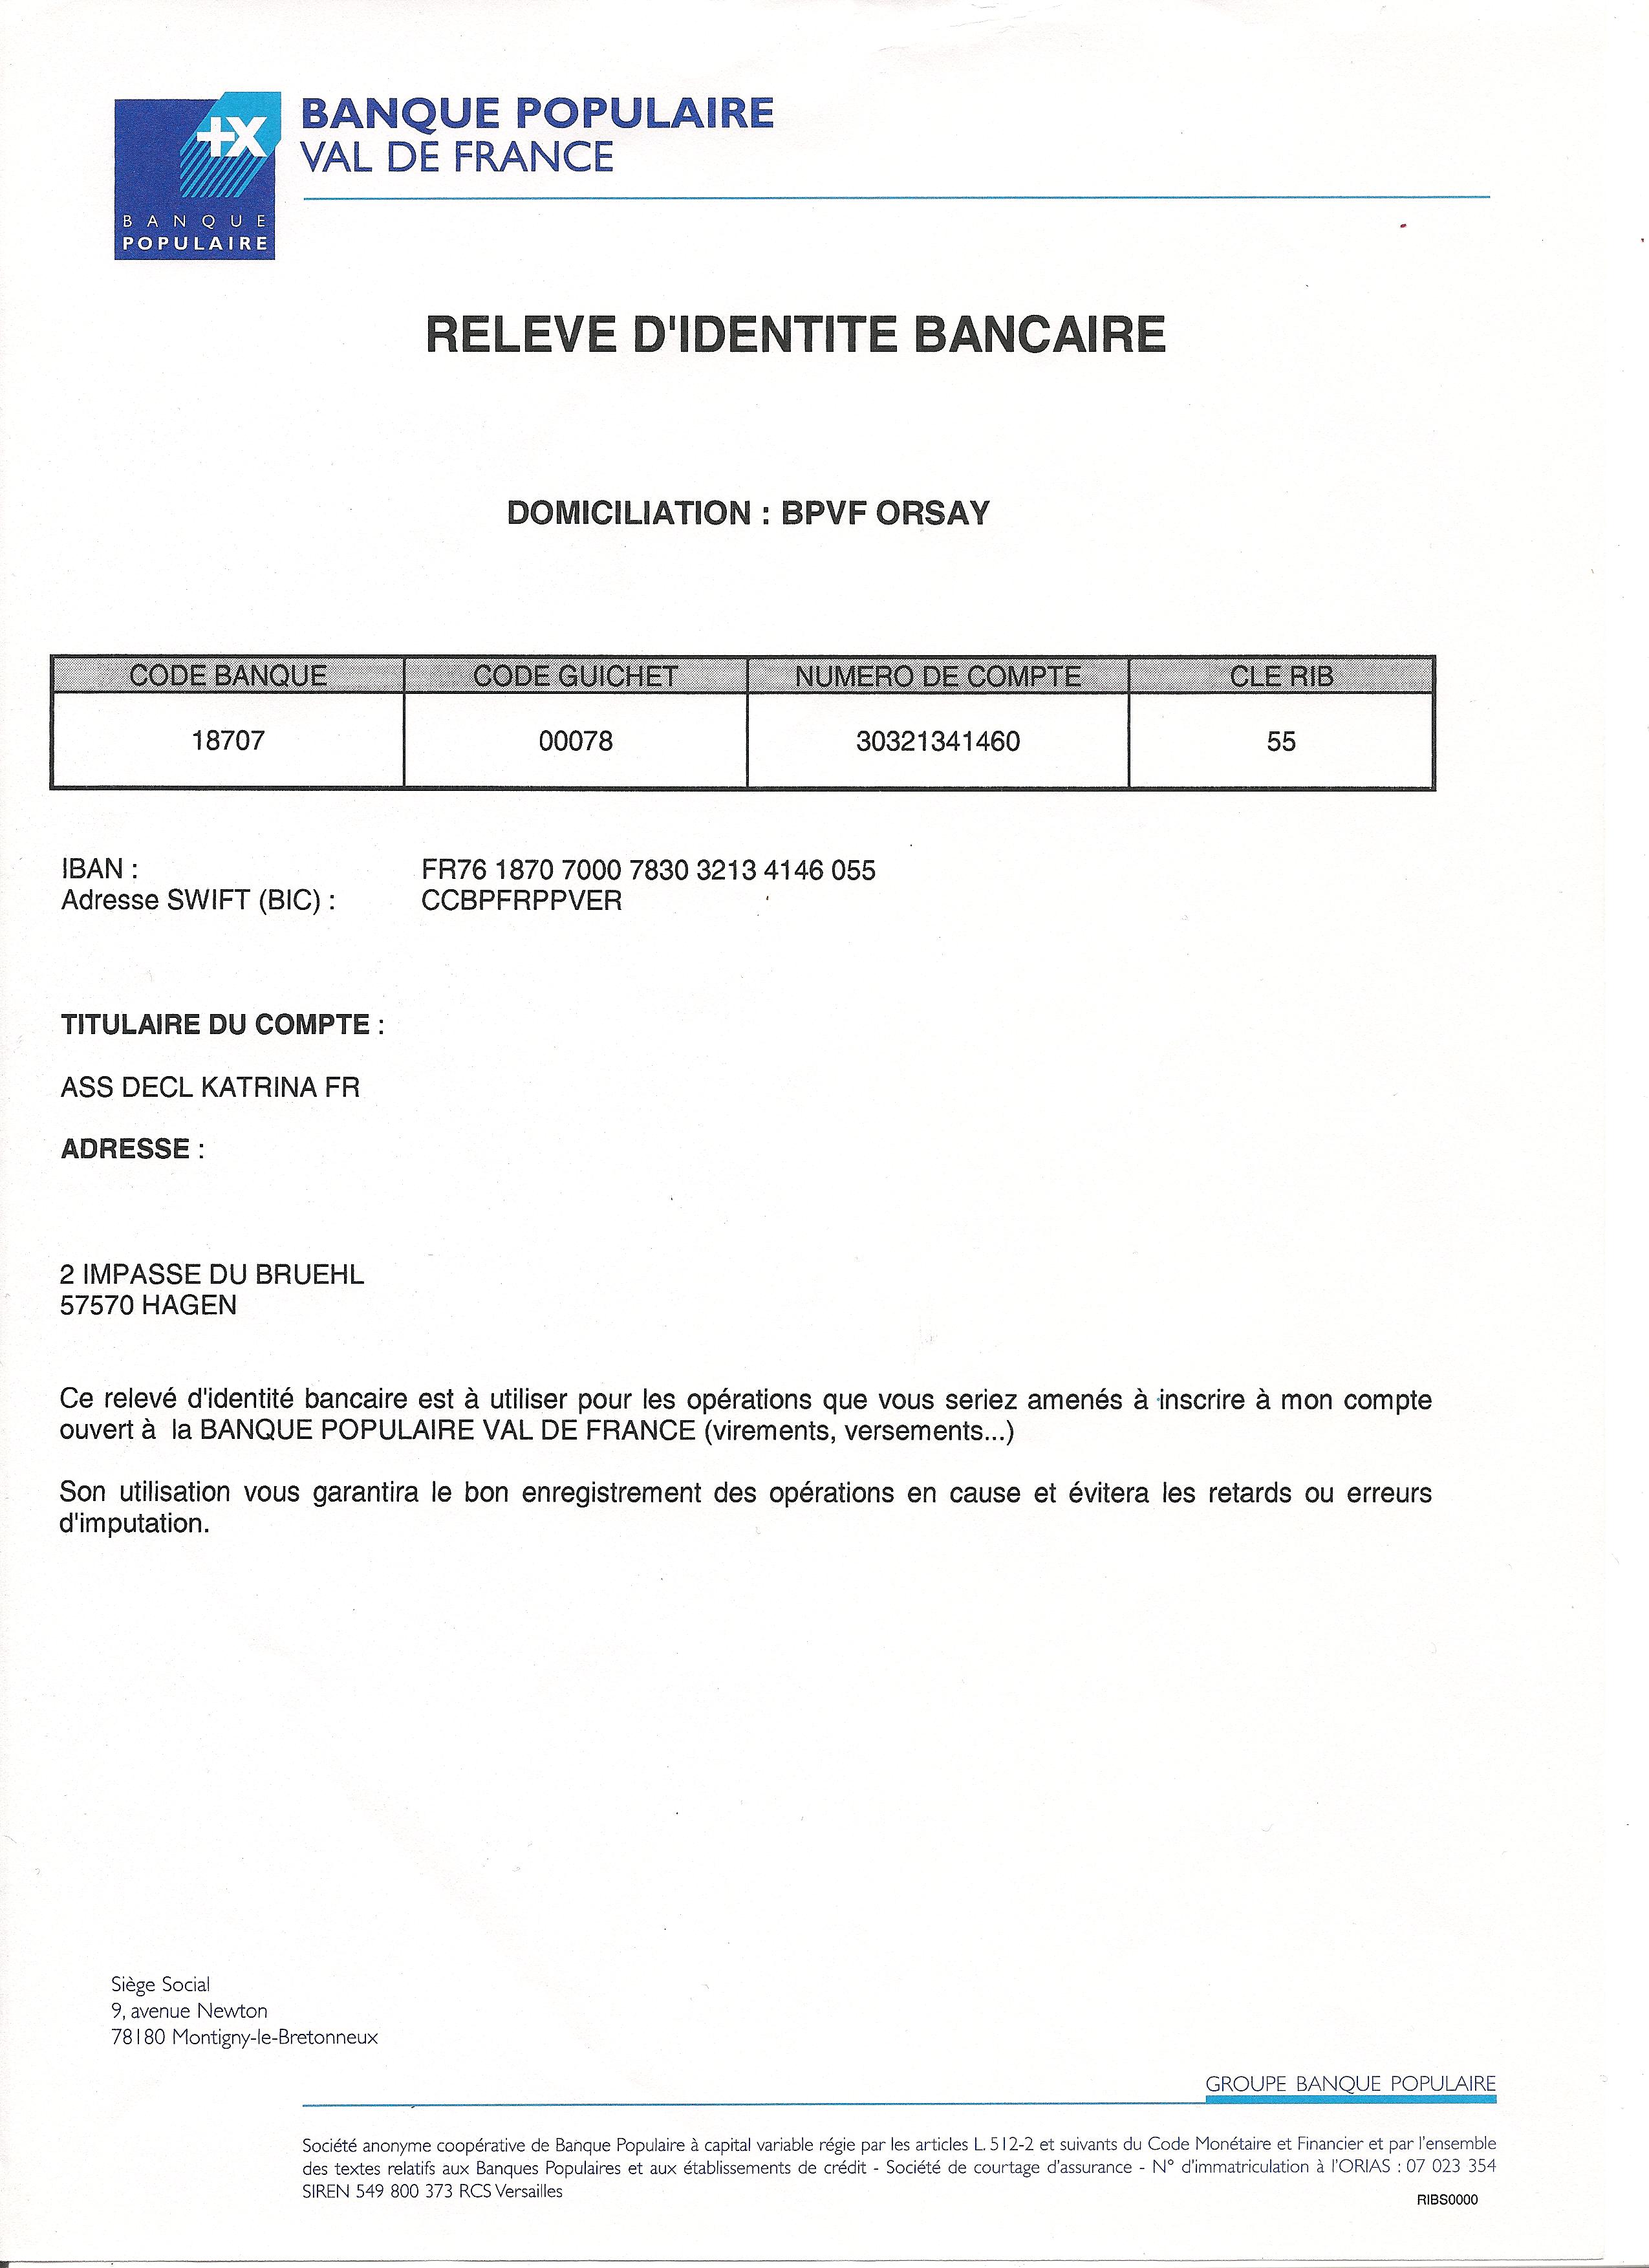 +X
BANQUE
POPULAIRE
BANQUE POPULAIRE
VAL DE FRANCE
RELEVE D'IDENTITE BANCAIRE
DOMICILIATION : BPVF ORSAY
CODE BANQUE CODE GUICHET NUMERO DE COMPTE CLE RIB
18707 00078 30321341460 55
IBAN : FR76 1870 7000 7830 3213 4146 055
Adresse SWIFT (BIC) : CCBPFRPPVER
TITULAIRE DU COMPTE :
ASS DECL KATRINA FR
ADRESSE :
2 IMPASSE DU BRUEHL
57570 HAGEN
Ce relevé d'identité bancaire est à utiliser pour les opérations que vous seriez amenés à inscrire à mon compte
ouvert à la BANQUE POPULAIRE VAL DE FRANCE (virements, versements...)
Son utilisation vous garantira le bon enregistrement des opérations en cause et évitera les retards ou erreurs
d'imputation.
Siège Social
9, avenue Newton
78180 Montigny-le-Bretonneux
GROUPE BANQUE POPULAIRE
Société anonyme coopérative de Banque Populaire à capital variable régie par les articles L. 512-2 et suivants du Code Monétaire et Financier et par l'ensemble
des textes relatifs aux Banques Populaires et aux établissements de crédit - Société de courtage d'assurance - N° d'immatriculation à l'ORIAS : 07 023 354
SIREN 549 800 373 RCS Versailles
RIBS0000